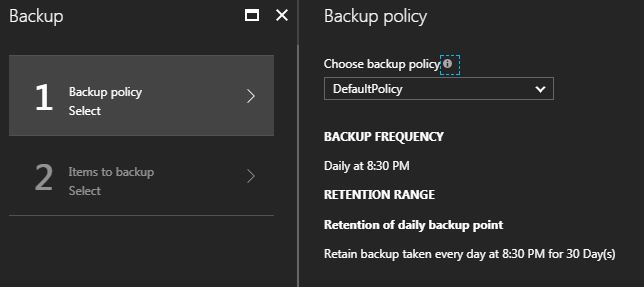 Backup
1
Backup policy
Select
2
Items to backup
Select
Backup policy
Choose backup policy
DefaultPolicy
BACKUP FREQUENCY
Daily at 8:30 PM
RETENTION RANGE
Retention of daily backup point
Retain backup taken every day at 8:30 PM for 30 Day(s)